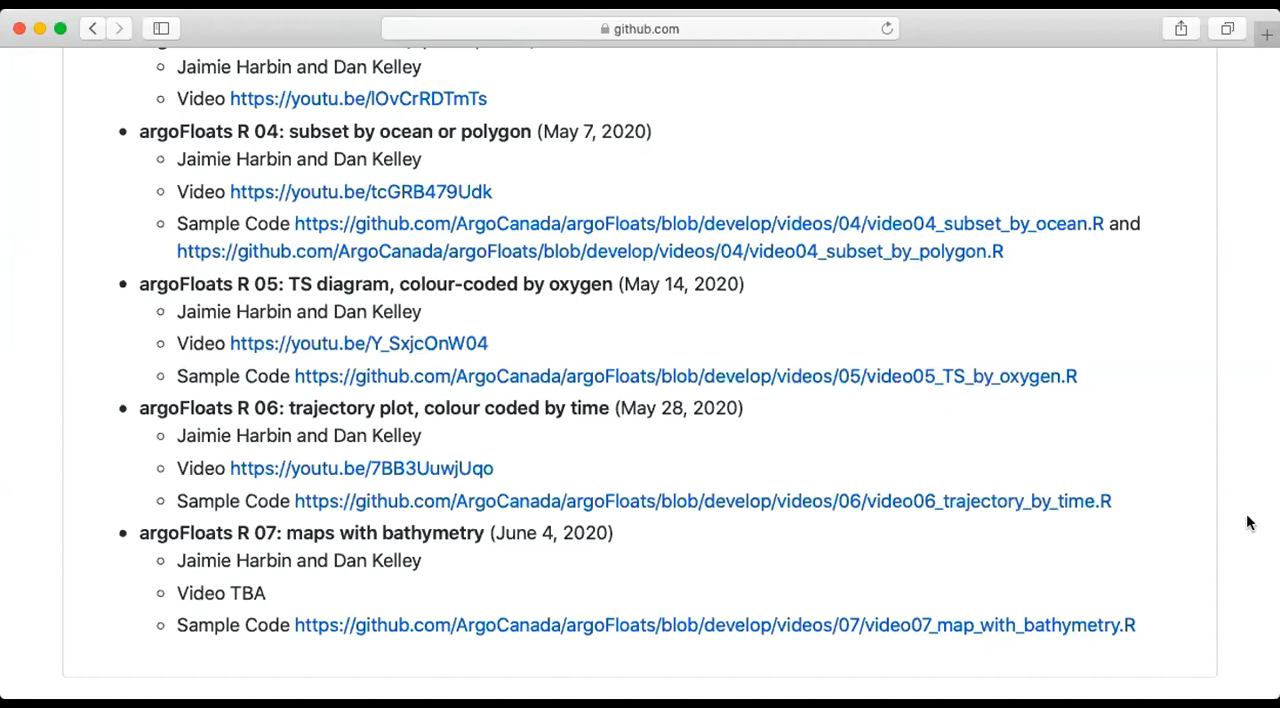 github.com
Jaimie Harbin and Dan Kelley
Video https://youtu.be/lOvCrRDTmTs
argoFloats R 04: subset by ocean or polygon (May 7, 2020)
Jaimie Harbin and Dan Kelley
Video https://youtu.be/tcGRB479Udk
Sample Code https://github.com/ArgoCanada/argoFloats/blob/develop/videos/04/video04_subset_by_ocean.R and
https://github.com/ArgoCanada/argoFloats/blob/develop/videos/04/video04_subset_by_polygon.R
argoFloats R 05: TS diagram, colour-coded by oxygen (May 14, 2020)
Jaimie Harbin and Dan Kelley
Video https://youtu.be/Y_SxjcOnW04
Sample Code https://github.com/ArgoCanada/argoFloats/blob/develop/videos/05/video05_TS_by_oxygen.R
argoFloats R 06: trajectory plot, colour coded by time (May 28, 2020)
Jaimie Harbin and Dan Kelley
Video https://youtu.be/7BB3UuwjUqo
Sample Code https://github.com/ArgoCanada/argoFloats/blob/develop/videos/06/video06_trajectory_by_time.R
argoFloats R 07: maps with bathymetry (June 4, 2020)
Jaimie Harbin and Dan Kelley
Video TBA
Sample Code https://github.com/ArgoCanada/argoFloats/blob/develop/videos/07/video07_map_with_bathymetry.R